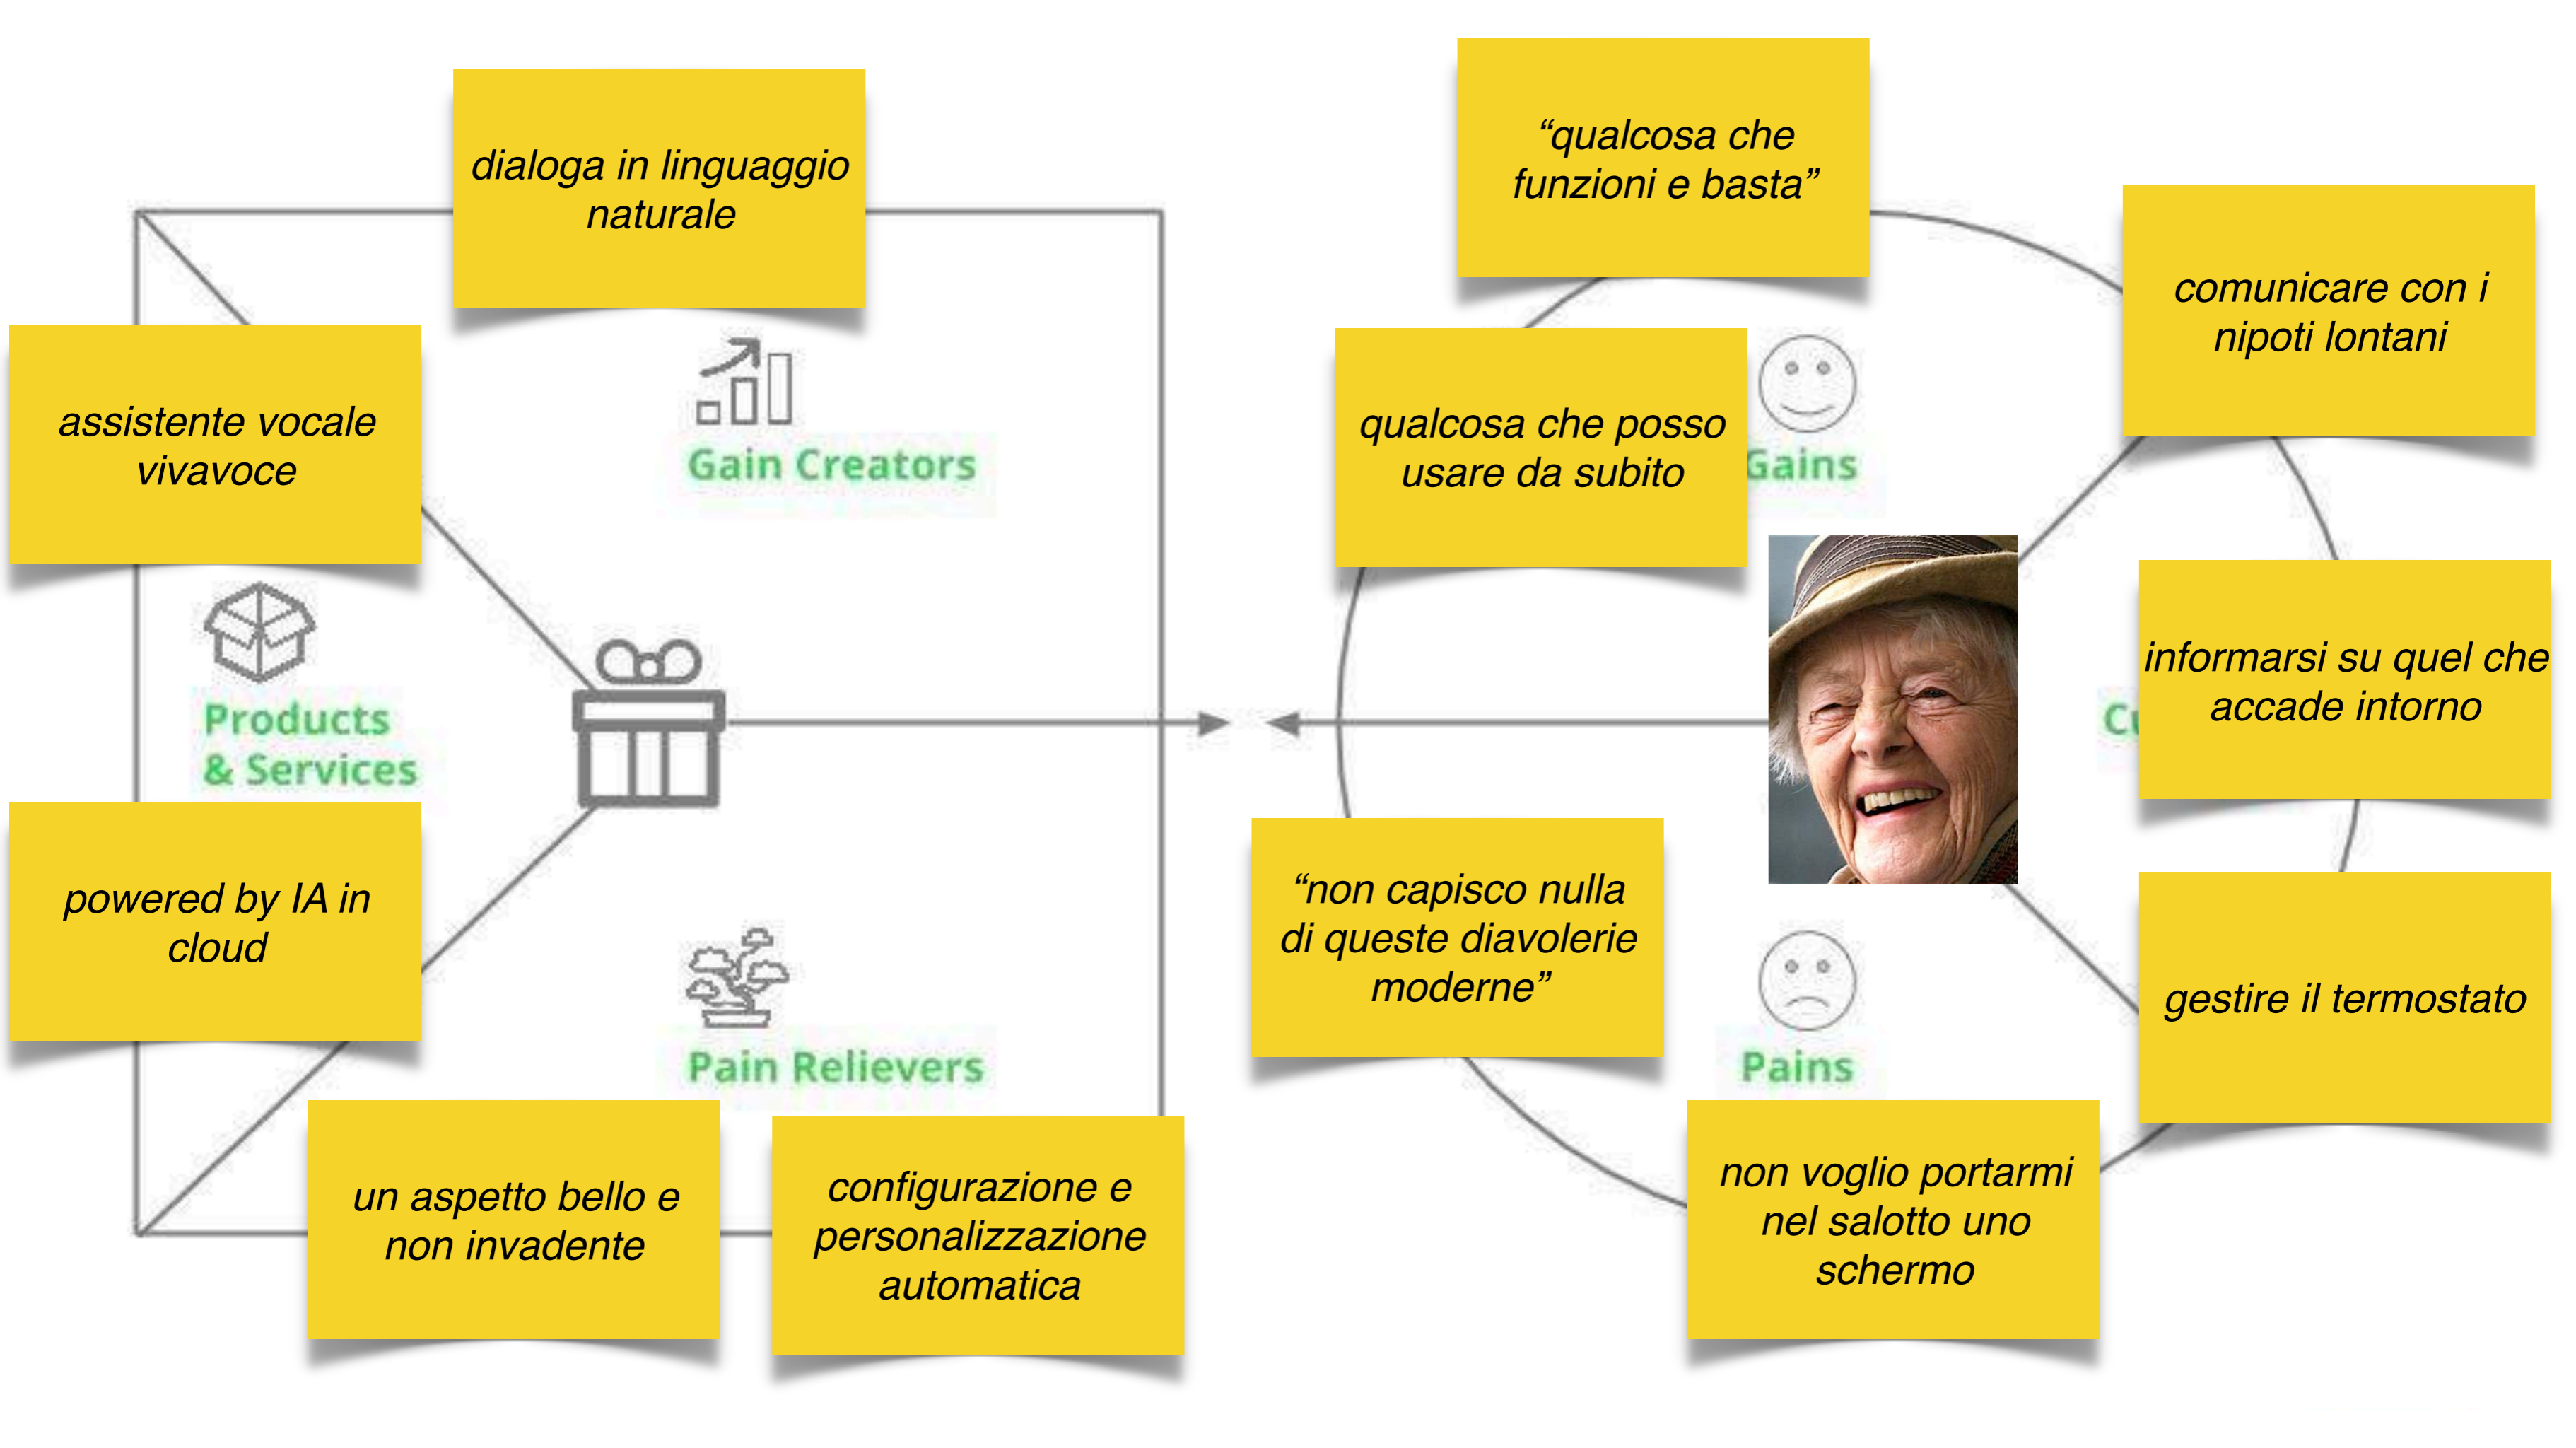 dialoga in linguaggio
naturale
assistente vocale
vivavoce
Gain Creators
Products
& Services
powered by IA in
cloud
Pain Relievers
un aspetto bello e
non invadente
configurazione e
personalizzazione
automatica
“qualcosa che
funzioni e basta”
qualcosa che posso
usare da subito
Gains
comunicare con i
nipoti lontani
informarsi su quel che
accade intorno
gestire il termostato
“non capisco nulla
di queste diavolerie
moderne”
Pains
non voglio portarmi
nel salotto uno
schermo